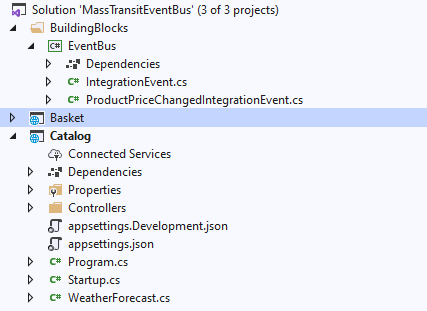 Solution 'MassTransitEventBus' (3 of 3 projects)
BuildingBlocks
C# EventBus
Dependencies
C# IntegrationEvent.cs
C# ProductPriceChangedIntegrationEvent.cs
Basket
Catalog
Connected Services
Dependencies
Properties
Controllers
appsettings.Development.json
appsettings.json
C# Program.cs
C# Startup.cs
C# WeatherForecast.cs